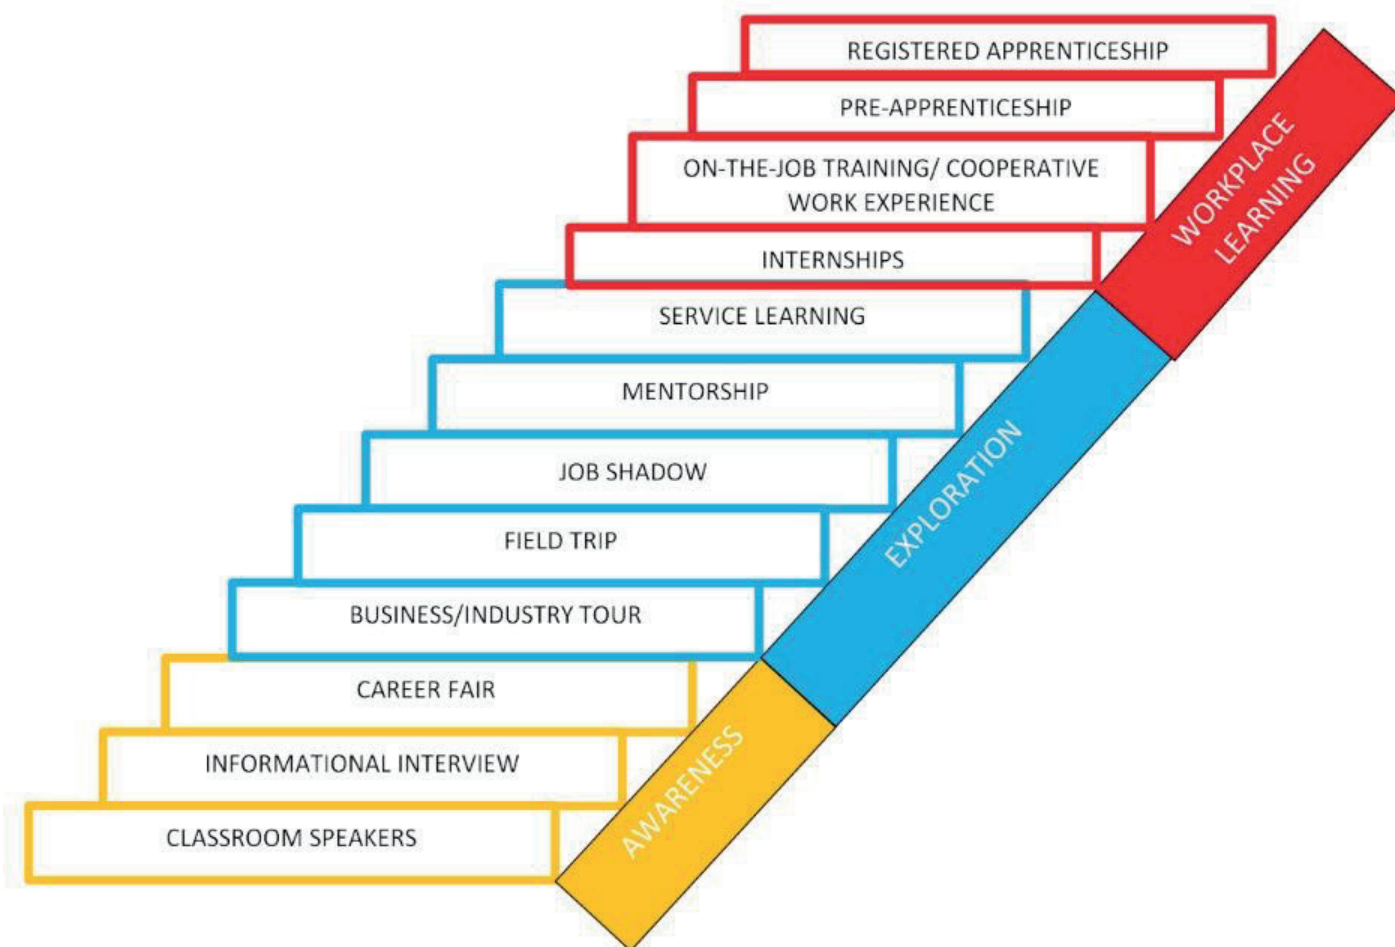 REGISTERED APPRENTICESHIP
PRE-APPRENTICESHIP
ON-THE-JOB TRAINING/ COOPERATIVE
WORK EXPERIENCE
INTERNSHIPS
SERVICE LEARNING
MENTORSHIP
JOB SHADOW
FIELD TRIP
BUSINESS/INDUSTRY TOUR
CAREER FAIR
INFORMATIONAL INTERVIEW
CLASSROOM SPEAKERS
WORKPLACE
LEARNING
EXPLORATION
AWARENESS